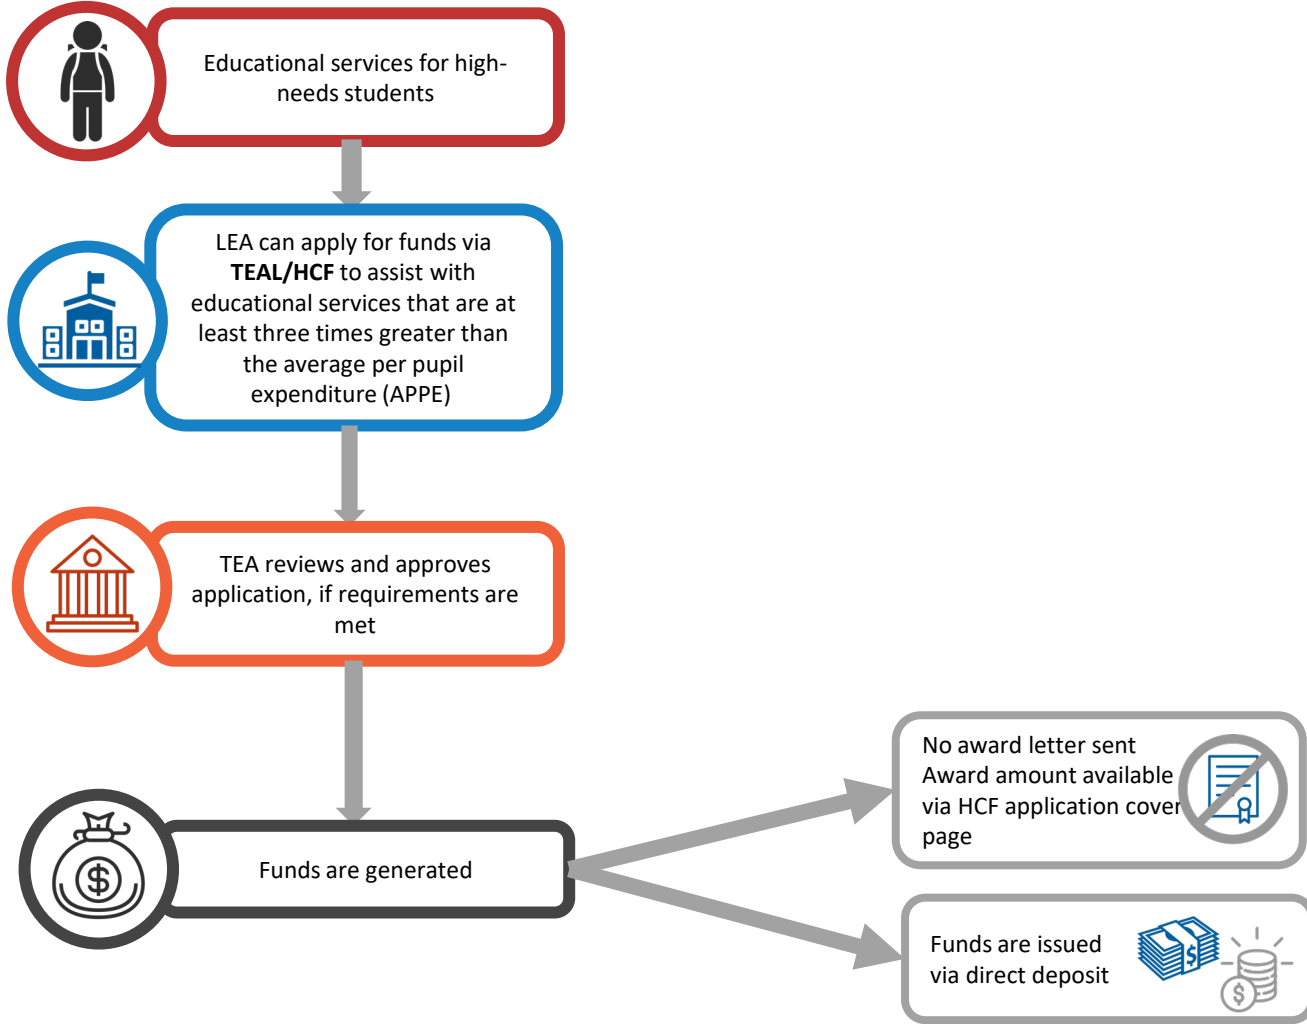 Educational services for high-
needs students
LEA can apply for funds via
TEAL/HCF to assist with
educational services that are at
least three times greater than
the average per pupil
expenditure (APPE)
TEA reviews and approves
application, if requirements are
met
Funds are generated
$
No award letter sent
Award amount available
via HCF application cover
page
Funds are issued
via direct deposit
$
$